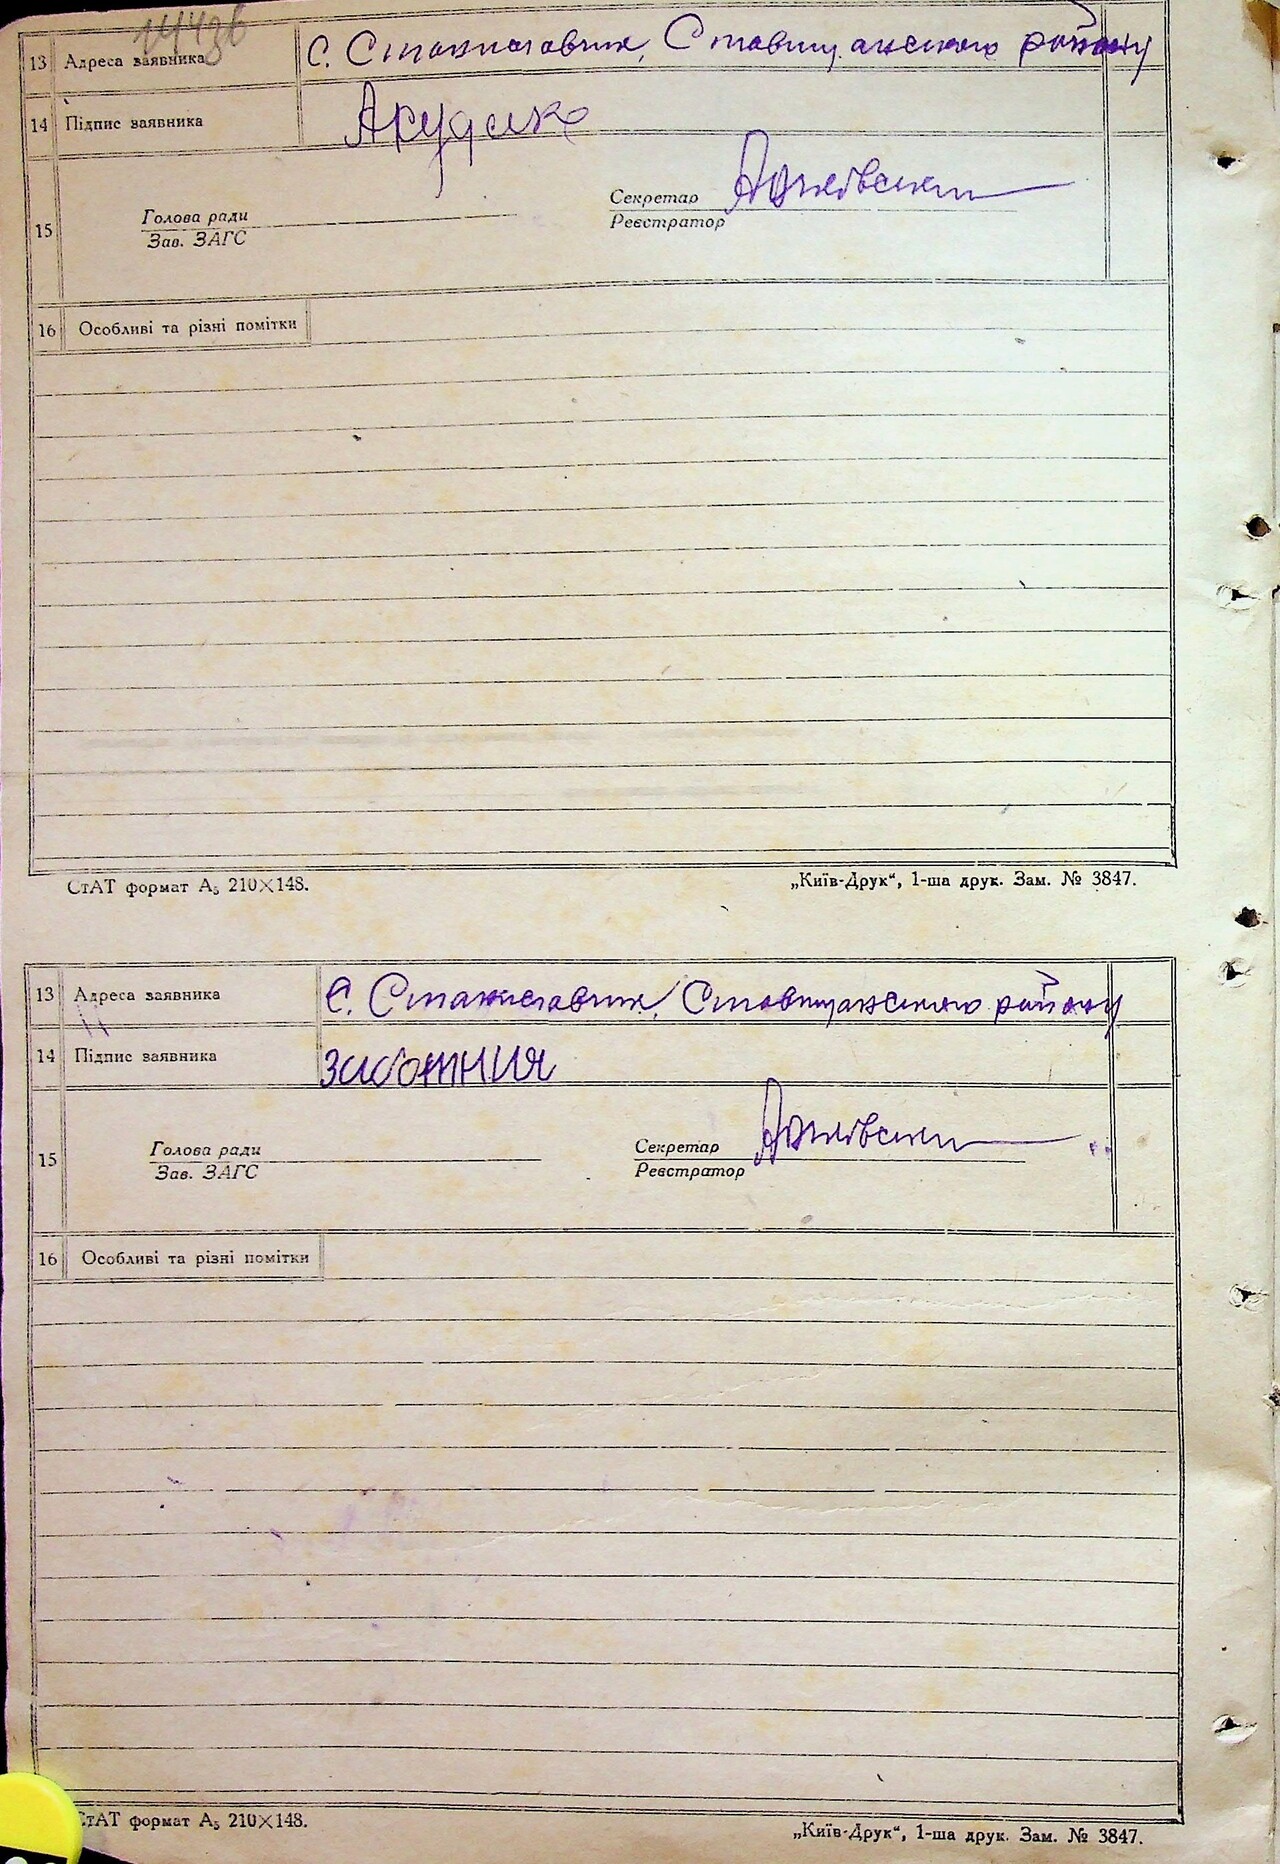 13 Адреса заявника с. Станиславчик, Ставищанского району
14 Підпис заявника
15 Голова ради Секретар
Зав. ЗАГС Реєстратор
16 Особливі та різні помітки
СтАТ формат А₅ 210×148. „Київ-Друк“, 1-ша друк. Зам. № 3847.
13 Адреса заявника с. Станиславчик, Ставищанского району
14 Підпис заявника
15 Голова ради Секретар
Зав. ЗАГС Реєстратор
16 Особливі та різні помітки
СтАТ формат А₅ 210×148. „Київ-Друк“, 1-ша друк. Зам. № 3847.